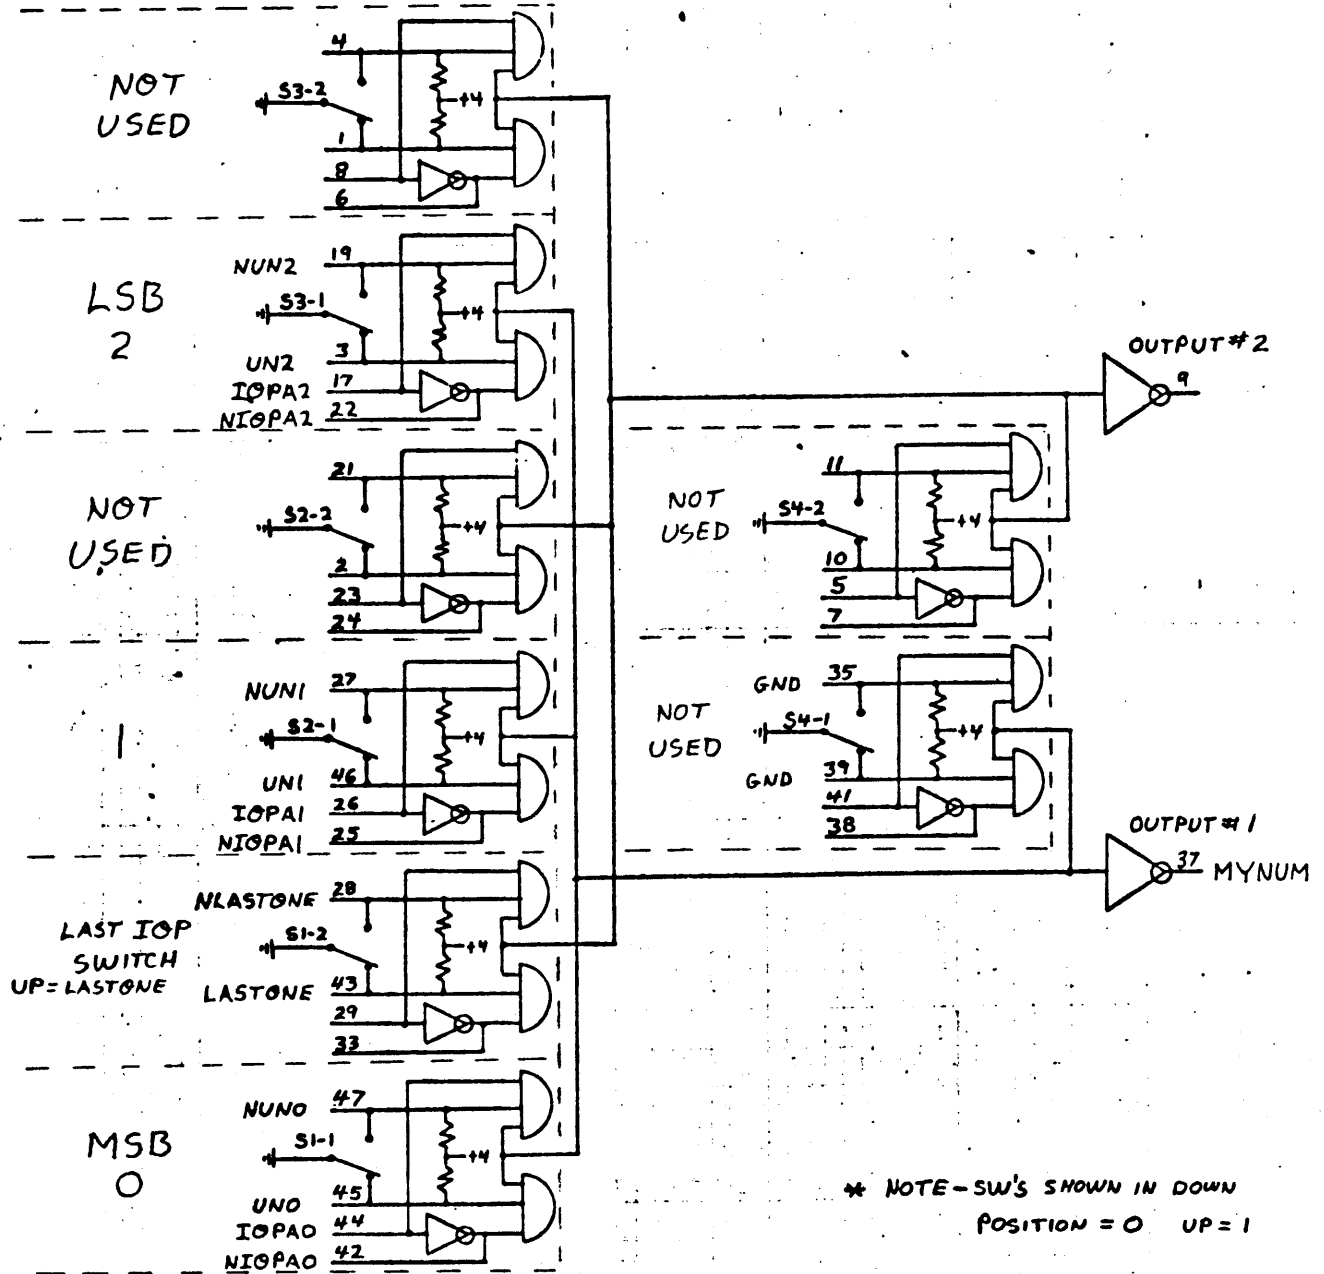 NOT
USED
4
S3-2
+4
1
8
6
LSB
2
NUN2 19
S3-1
+4
UN2 3
IOPA2 17
NIOPA2 22
NOT
USED
21
S2-2
+4
2
23
24
1
NUN1 27
S2-1
+4
UN1 46
IOPA1 26
NIOPA1 25
LAST IOP
SWITCH
UP=LASTONE
NLASTONE 28
S1-2
+4
LASTONE 43
29
33
MSB
0
NUN0 47
S1-1
+4
UN0 45
IOPA0 44
NIOPA0 42
OUTPUT #2
9
NOT
USED
11
S4-2
+4
10
5
7
NOT
USED
GND 35
S4-1
+4
GND 39
41
38
OUTPUT #1
37 MYNUM
* NOTE - SW'S SHOWN IN DOWN
POSITION = 0 UP = 1